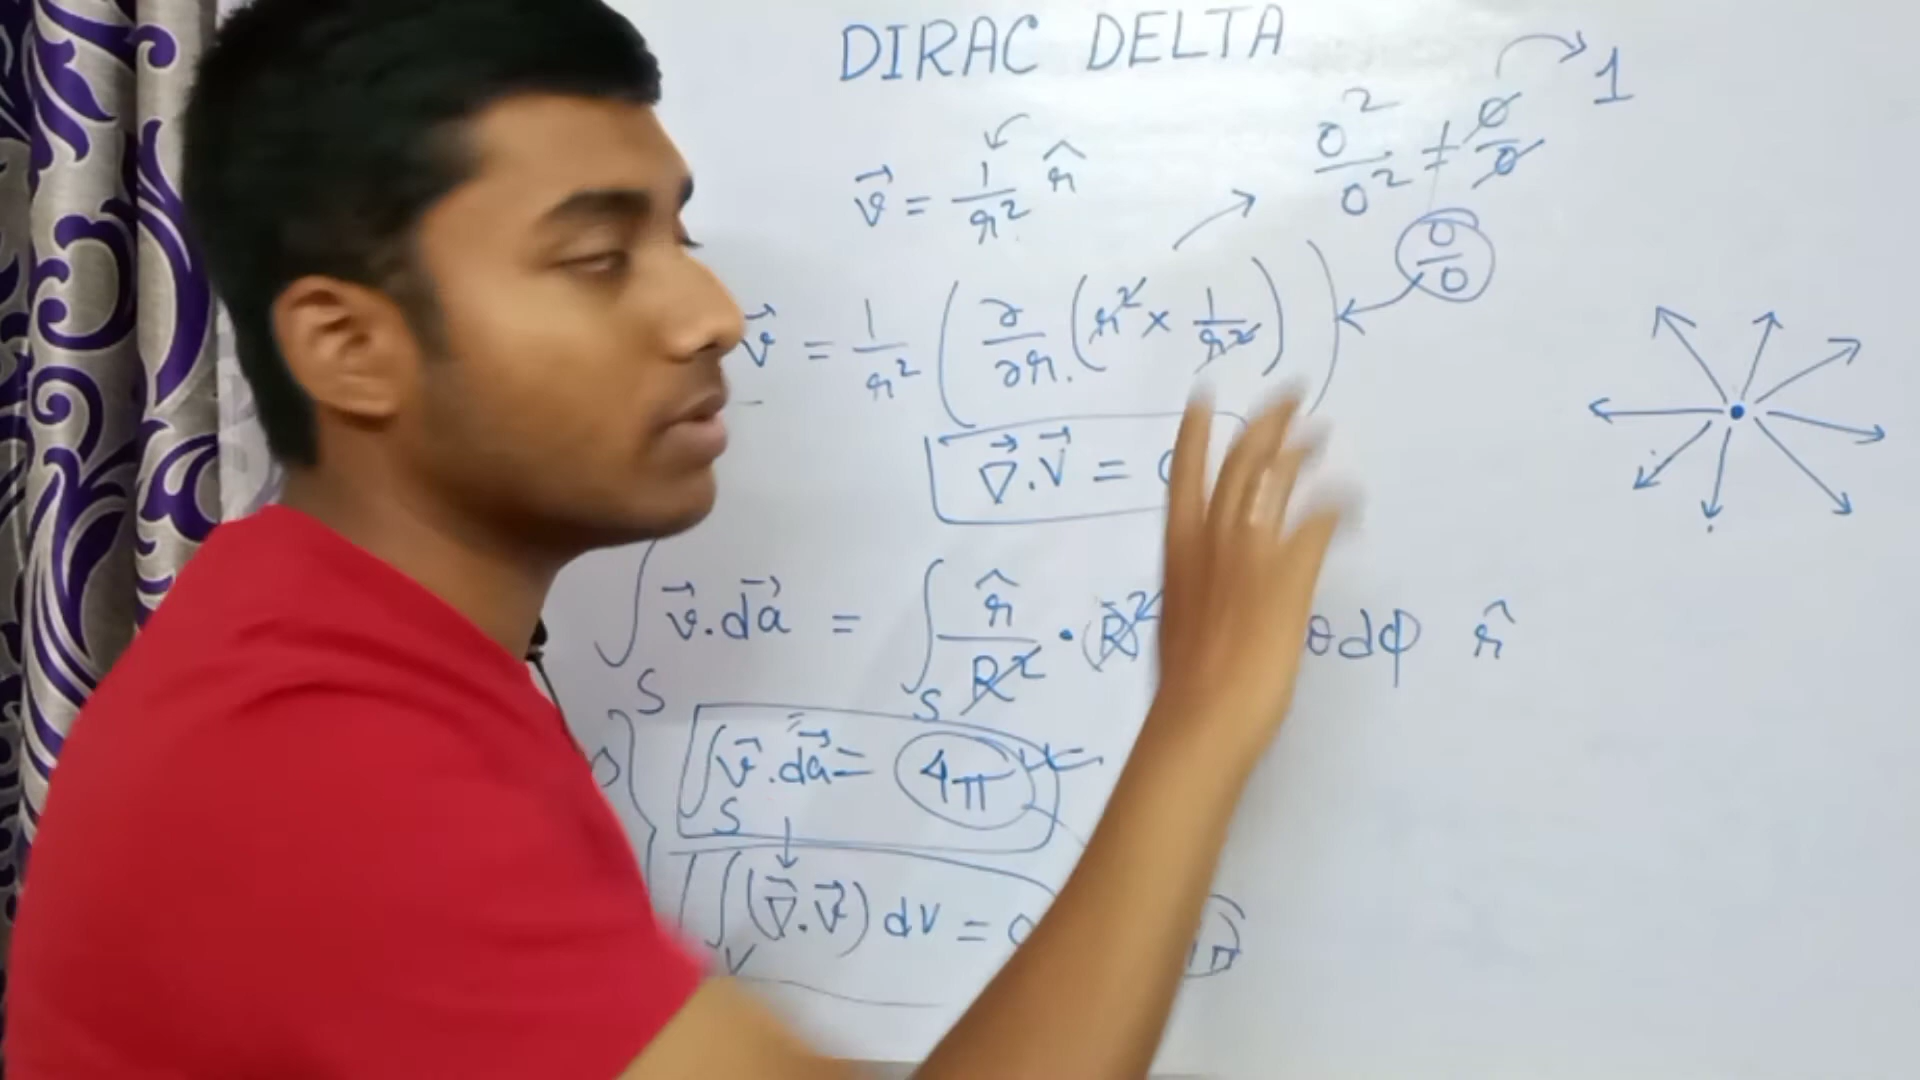 DIRAC DELTA
v⃗ = 1/r² r̂
0²/0² ≠ 0/0 → 1
0/0
v⃗ = 1/r² ( ∂/∂r. ( r² × 1/r² ) )
∇⃗.V⃗ =
∫S v⃗.da⃗ = ∫S r̂/R² • (R² θdφ r̂
∫S v⃗.da⃗ = 4π
∫V (∇⃗.V⃗) dV = 0